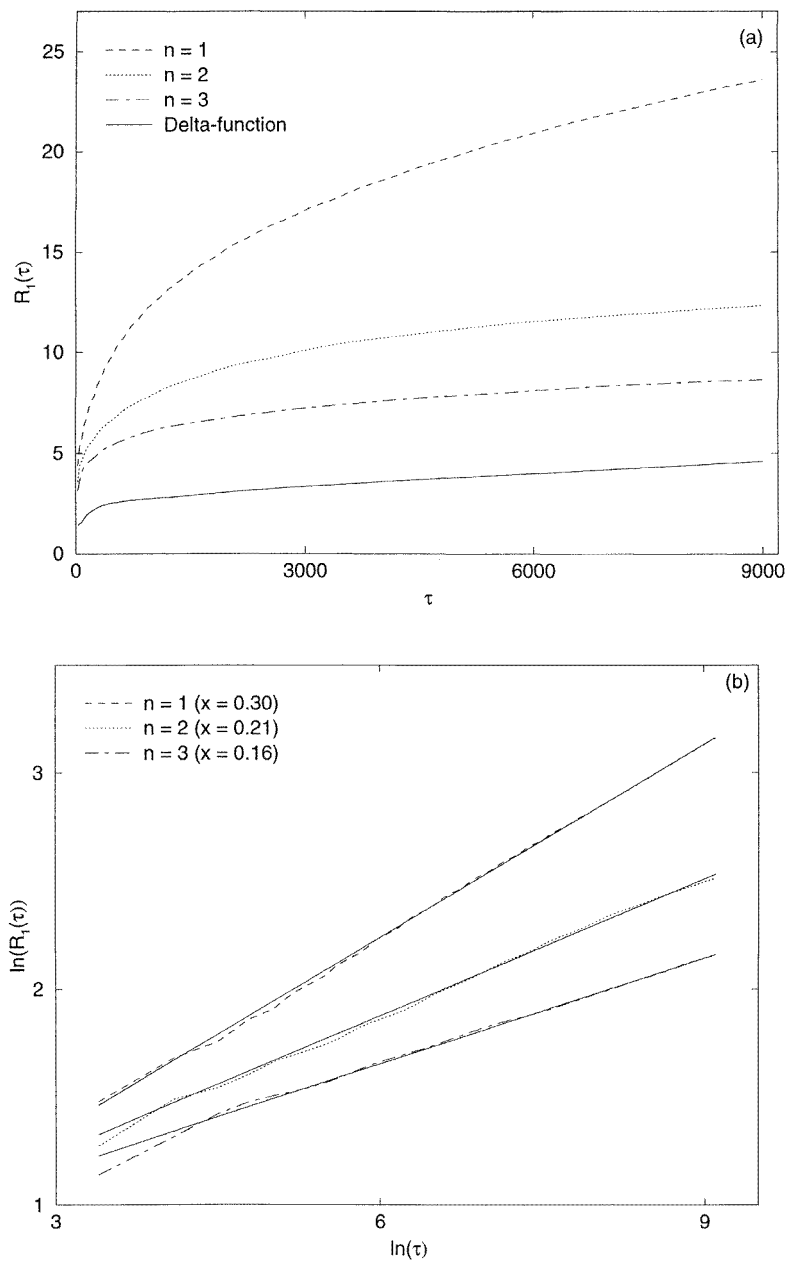 (a)
n = 1
n = 2
n = 3
Delta-function
25
20
15
10
5
0
R₁(τ)
0 3000 6000 9000
τ
(b)
n = 1 (x = 0.30)
n = 2 (x = 0.21)
n = 3 (x = 0.16)
3
2
1
ln(R₁(τ))
3 6 9
ln(τ)